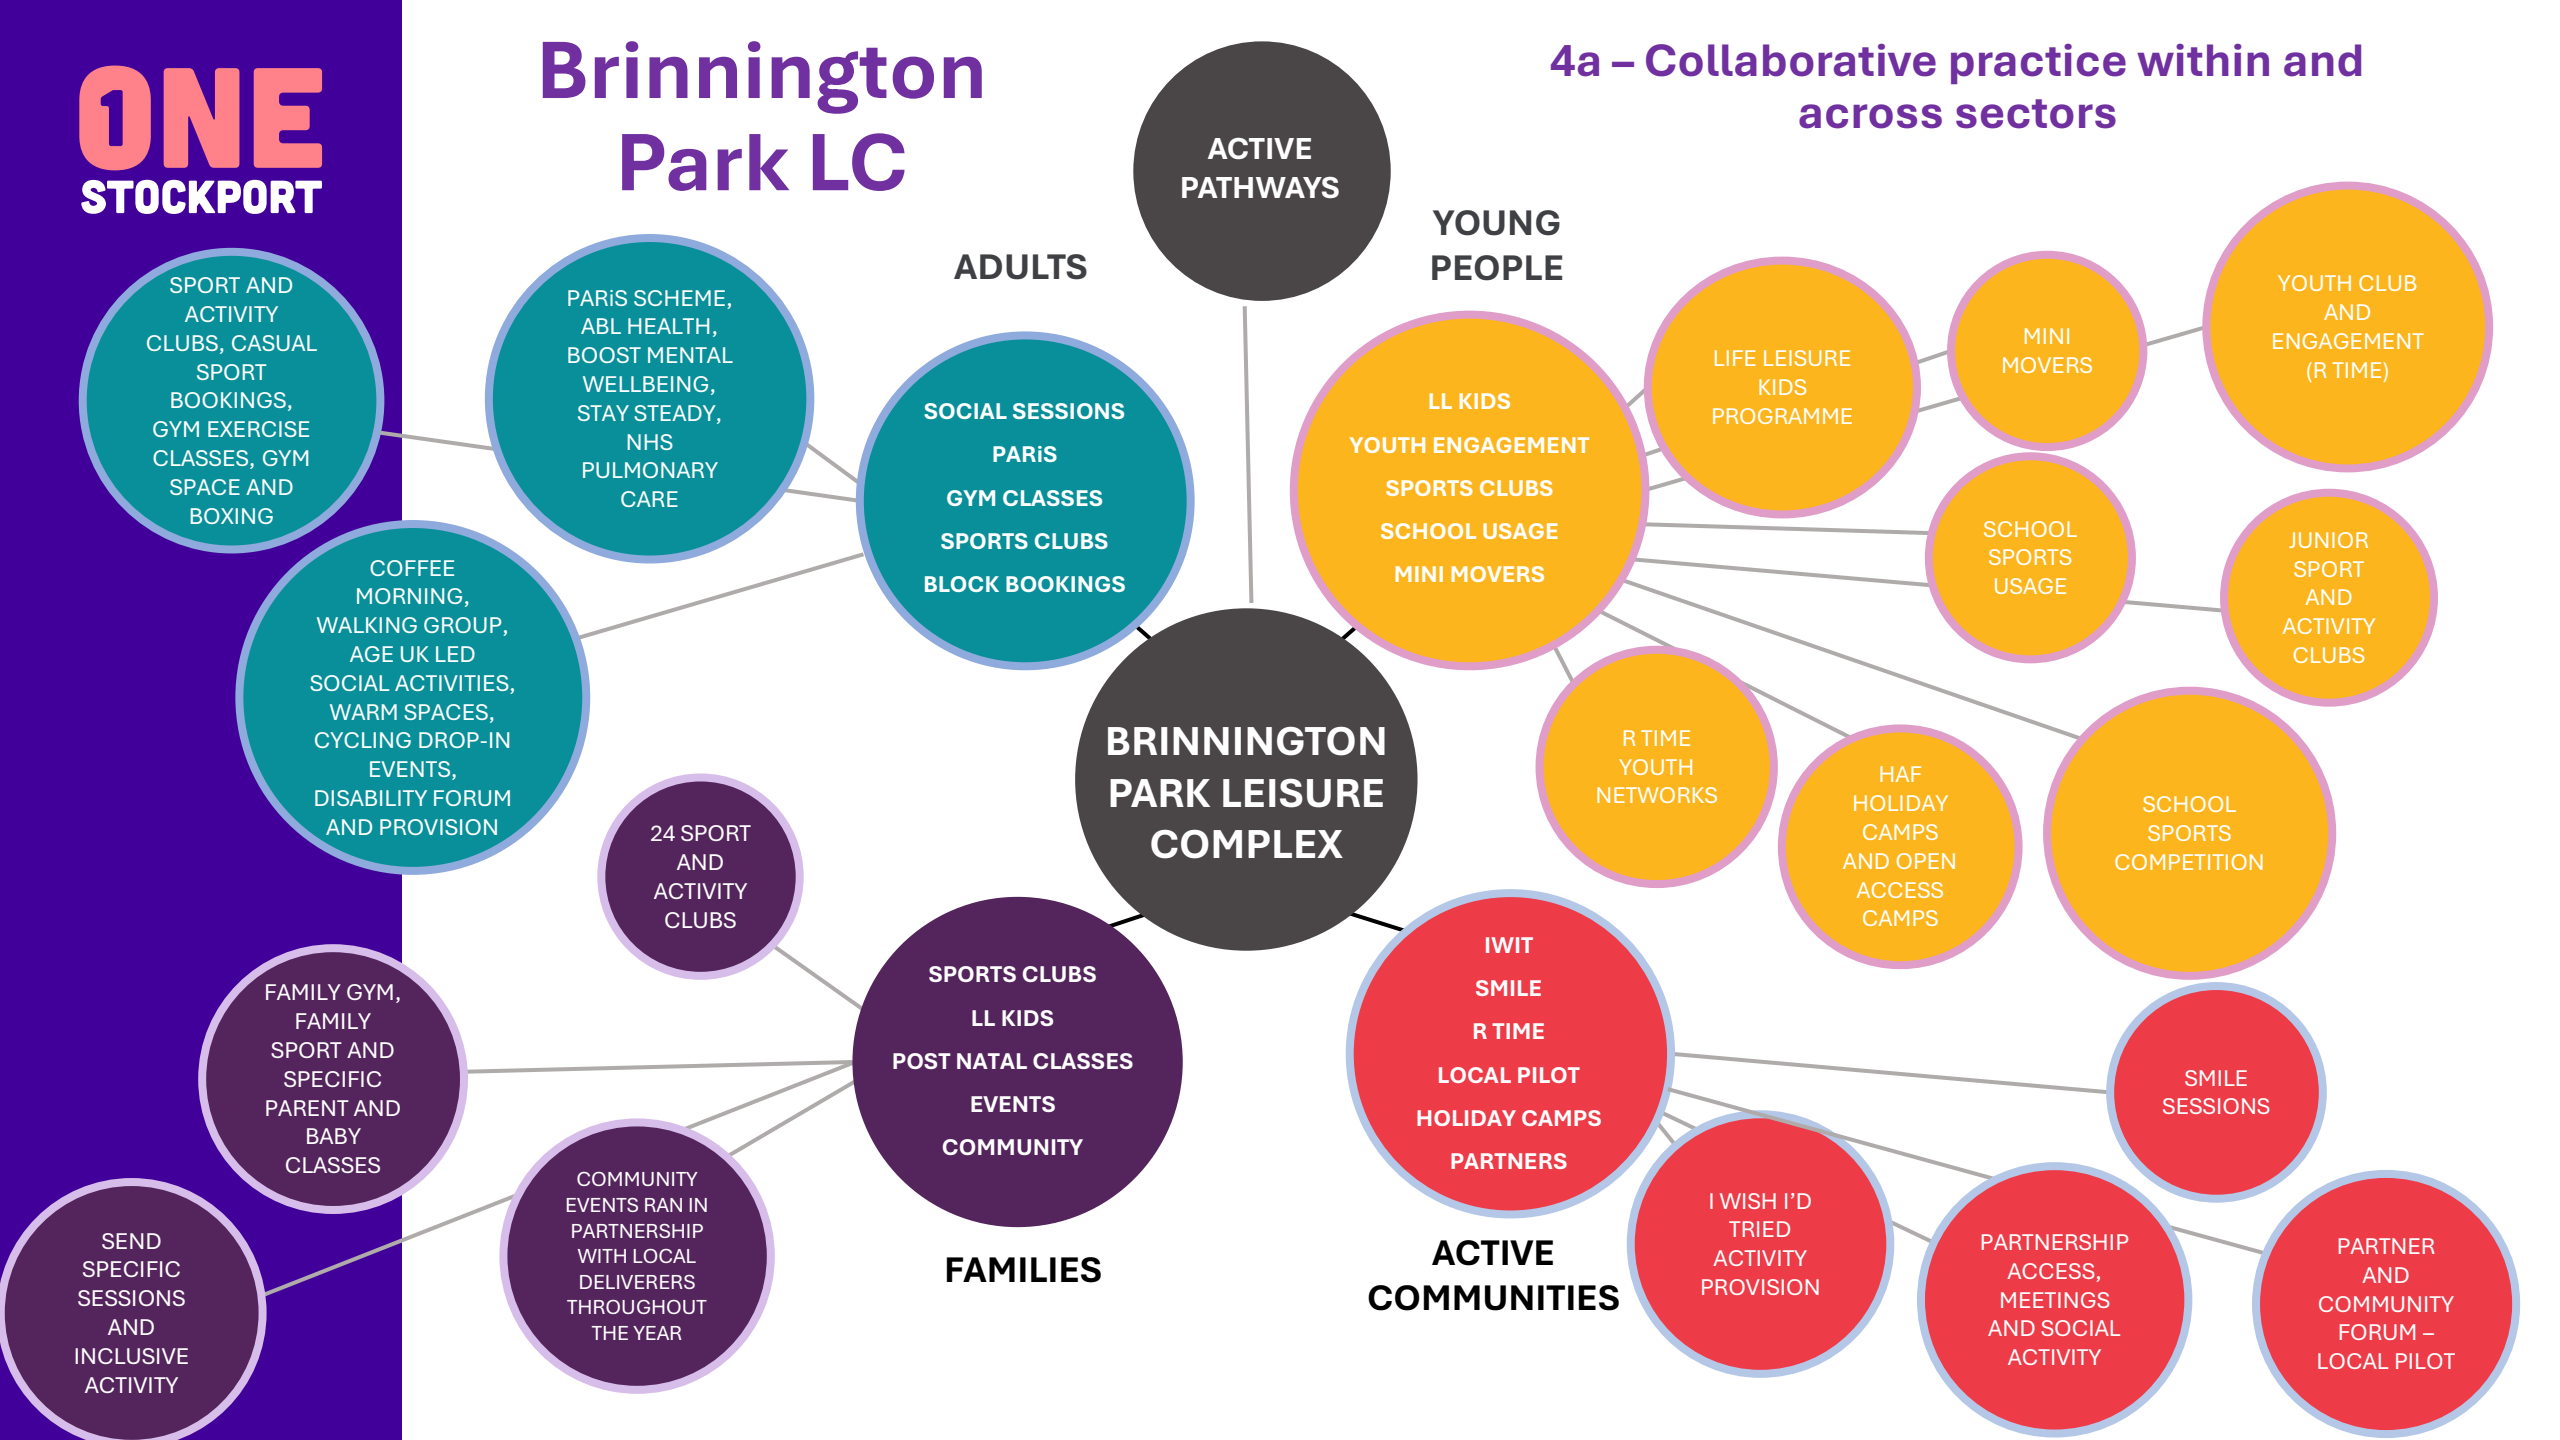 ONE
STOCKPORT
Brinnington
Park LC
4a – Collaborative practice within and
across sectors
ACTIVE
PATHWAYS
ADULTS
YOUNG
PEOPLE
SPORT AND
ACTIVITY
CLUBS, CASUAL
SPORT
BOOKINGS,
GYM EXERCISE
CLASSES, GYM
SPACE AND
BOXING
PARiS SCHEME,
ABL HEALTH,
BOOST MENTAL
WELLBEING,
STAY STEADY,
NHS
PULMONARY
CARE
SOCIAL SESSIONS
PARiS
GYM CLASSES
SPORTS CLUBS
BLOCK BOOKINGS
COFFEE
MORNING,
WALKING GROUP,
AGE UK LED
SOCIAL ACTIVITIES,
WARM SPACES,
CYCLING DROP-IN
EVENTS,
DISABILITY FORUM
AND PROVISION
LL KIDS
YOUTH ENGAGEMENT
SPORTS CLUBS
SCHOOL USAGE
MINI MOVERS
LIFE LEISURE
KIDS
PROGRAMME
MINI
MOVERS
YOUTH CLUB
AND
ENGAGEMENT
(R TIME)
SCHOOL
SPORTS
USAGE
JUNIOR
SPORT
AND
ACTIVITY
CLUBS
R TIME
YOUTH
NETWORKS
HAF
HOLIDAY
CAMPS
AND OPEN
ACCESS
CAMPS
SCHOOL
SPORTS
COMPETITION
BRINNINGTON
PARK LEISURE
COMPLEX
24 SPORT
AND
ACTIVITY
CLUBS
FAMILY GYM,
FAMILY
SPORT AND
SPECIFIC
PARENT AND
BABY
CLASSES
SEND
SPECIFIC
SESSIONS
AND
INCLUSIVE
ACTIVITY
COMMUNITY
EVENTS RAN IN
PARTNERSHIP
WITH LOCAL
DELIVERERS
THROUGHOUT
THE YEAR
SPORTS CLUBS
LL KIDS
POST NATAL CLASSES
EVENTS
COMMUNITY
FAMILIES
IWIT
SMILE
R TIME
LOCAL PILOT
HOLIDAY CAMPS
PARTNERS
ACTIVE
COMMUNITIES
SMILE
SESSIONS
I WISH I’D
TRIED
ACTIVITY
PROVISION
PARTNERSHIP
ACCESS,
MEETINGS
AND SOCIAL
ACTIVITY
PARTNER
AND
COMMUNITY
FORUM –
LOCAL PILOT